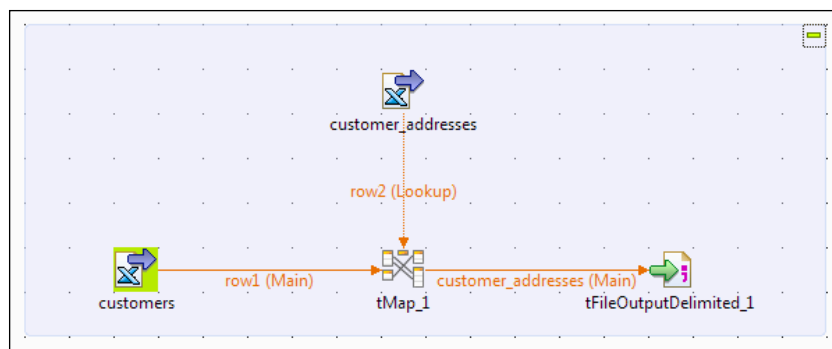 customer_addresses
row2 (Lookup)
row1 (Main)
customer_addresses (Main)
customers
tMap_1
tFileOutputDelimited_1